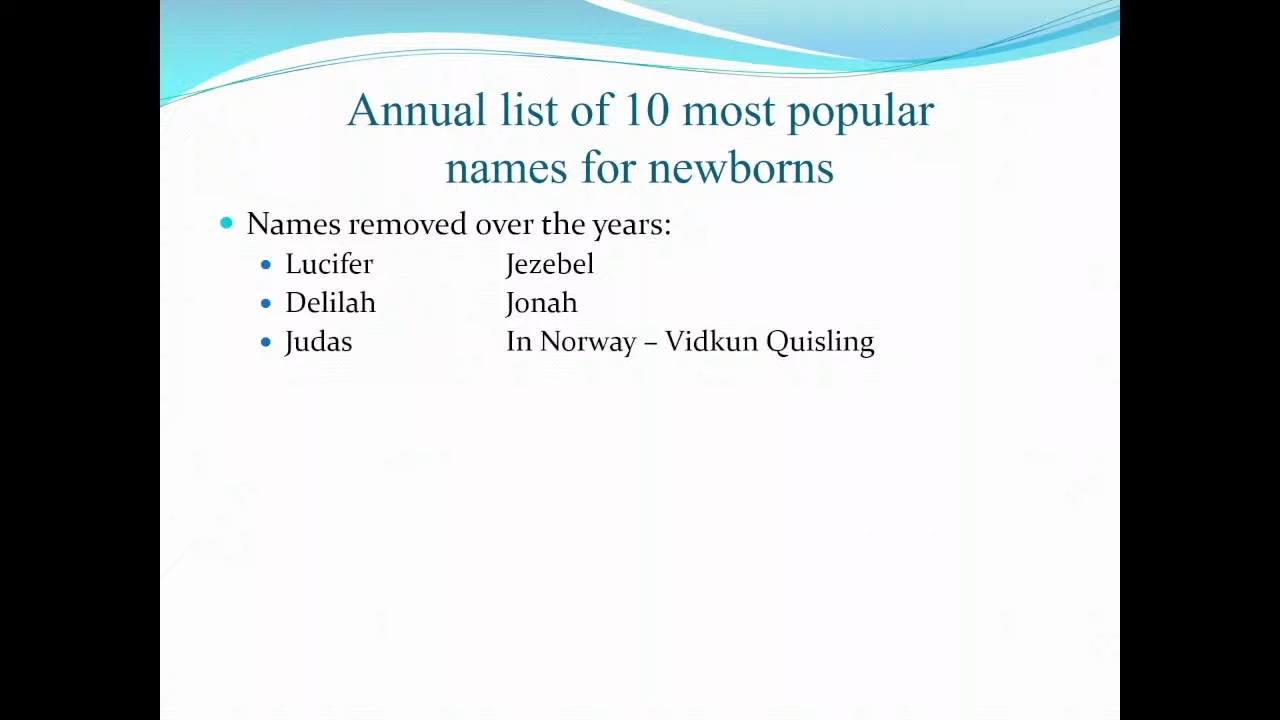 Annual list of 10 most popular
names for newborns
Names removed over the years:
Lucifer Jezebel
Delilah Jonah
Judas In Norway – Vidkun Quisling